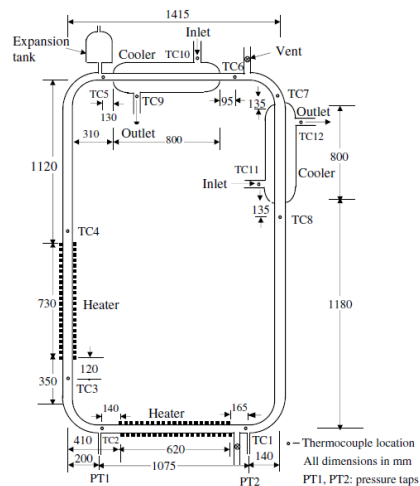 1415
Expansion
tank
Cooler
Inlet
TC10
TC6
Vent
TC5
TC9
130
95
135
TC7
Outlet
TC12
310
Outlet
800
1120
800
TC11
Inlet
Cooler
135
TC8
TC4
730
Heater
1180
120
350
TC3
140
Heater
165
410
TC2
620
TC1
200
1075
140
PT1
PT2
Thermocouple location
All dimensions in mm
PT1, PT2: pressure taps